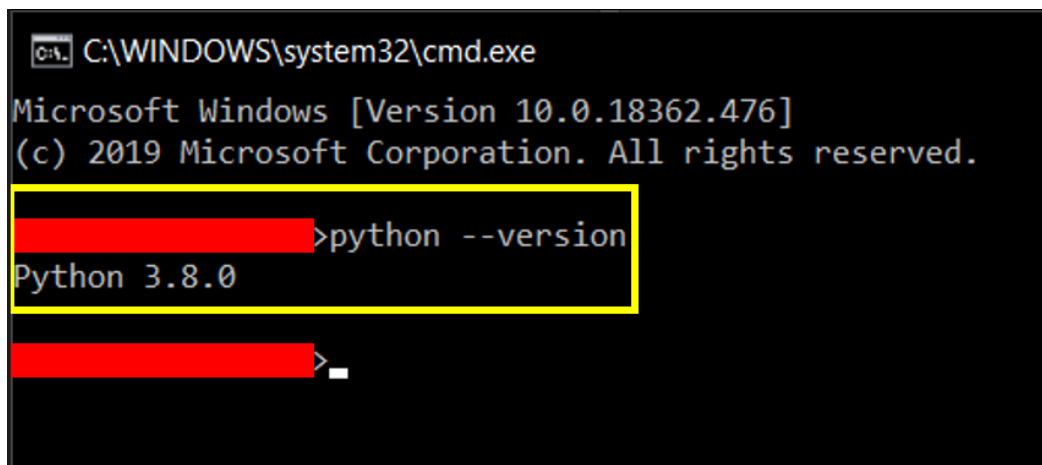 C:\WINDOWS\system32\cmd.exe
Microsoft Windows [Version 10.0.18362.476]
(c) 2019 Microsoft Corporation. All rights reserved.
>python --version
Python 3.8.0
>_